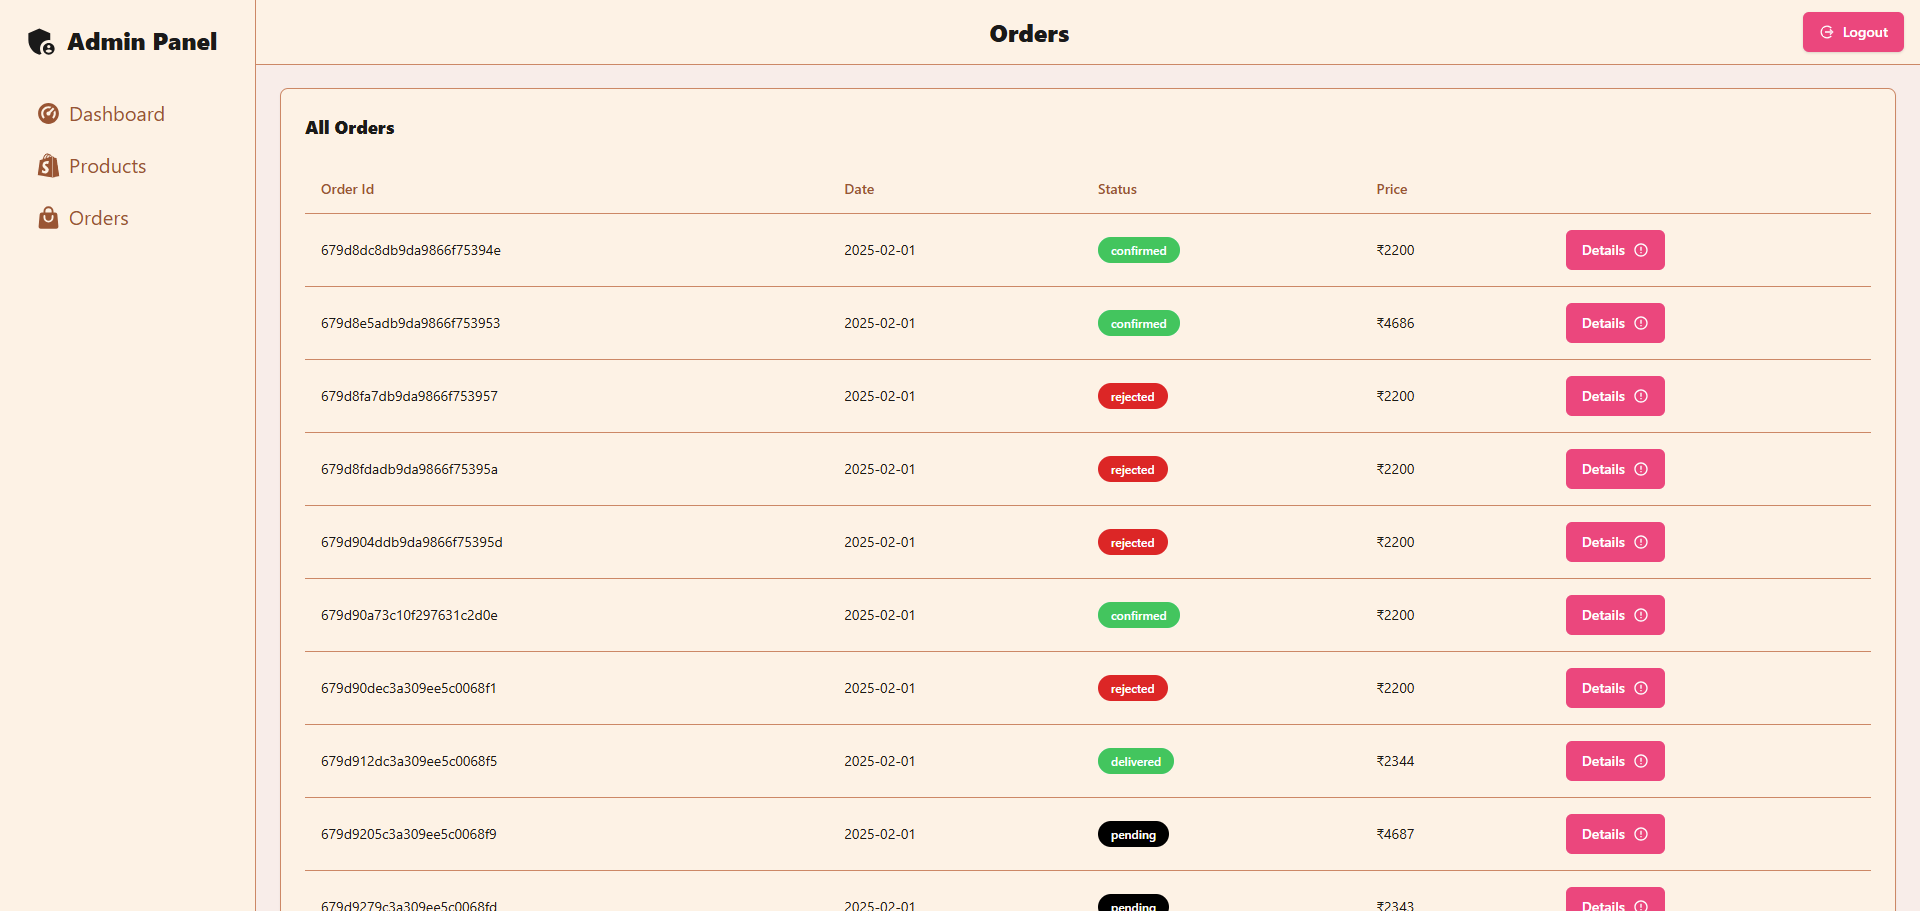 Admin Panel
Dashboard
Products
Orders
Orders
Logout
All Orders
Order Id Date Status Price
679d8dc8db9da9866f75394e 2025-02-01 confirmed ₹2200 Details
679d8e5adb9da9866f753953 2025-02-01 confirmed ₹4686 Details
679d8fa7db9da9866f753957 2025-02-01 rejected ₹2200 Details
679d8fdadb9da9866f75395a 2025-02-01 rejected ₹2200 Details
679d904ddb9da9866f75395d 2025-02-01 rejected ₹2200 Details
679d90a73c10f297631c2d0e 2025-02-01 confirmed ₹2200 Details
679d90dec3a309ee5c0068f1 2025-02-01 rejected ₹2200 Details
679d912dc3a309ee5c0068f5 2025-02-01 delivered ₹2344 Details
679d9205c3a309ee5c0068f9 2025-02-01 pending ₹4687 Details
679d9279c3a309ee5c0068fd 2025-02-01 pending ₹2343 Details